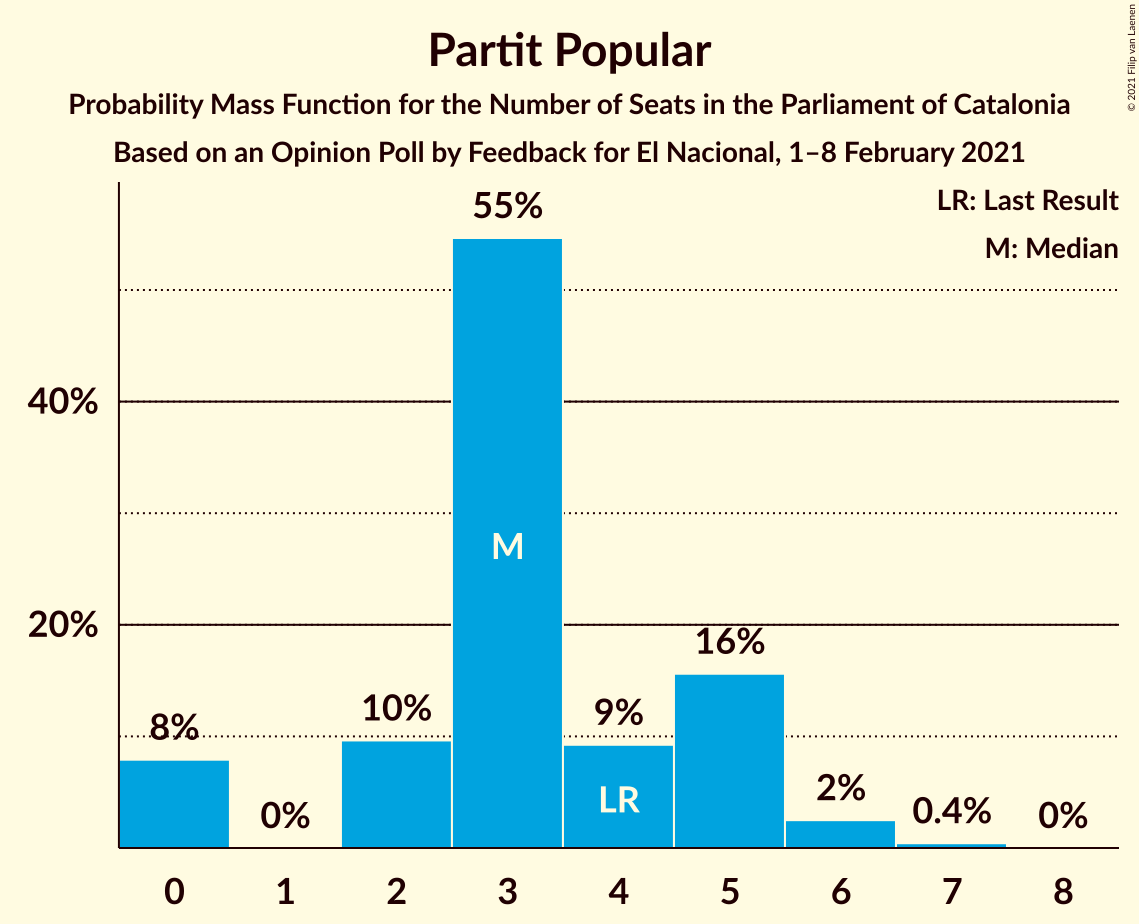 Partit Popular
Probability Mass Function for the Number of Seats in the Parliament of Catalonia
Based on an Opinion Poll by Feedback for El Nacional, 1–8 February 2021
© 2021 Filip van Laenen
LR: Last Result
M: Median
55%
40%
M
20%
16%
10%
9%
8%
LR
2%
0.4%
0%
0%
0 1 2 3 4 5 6 7 8